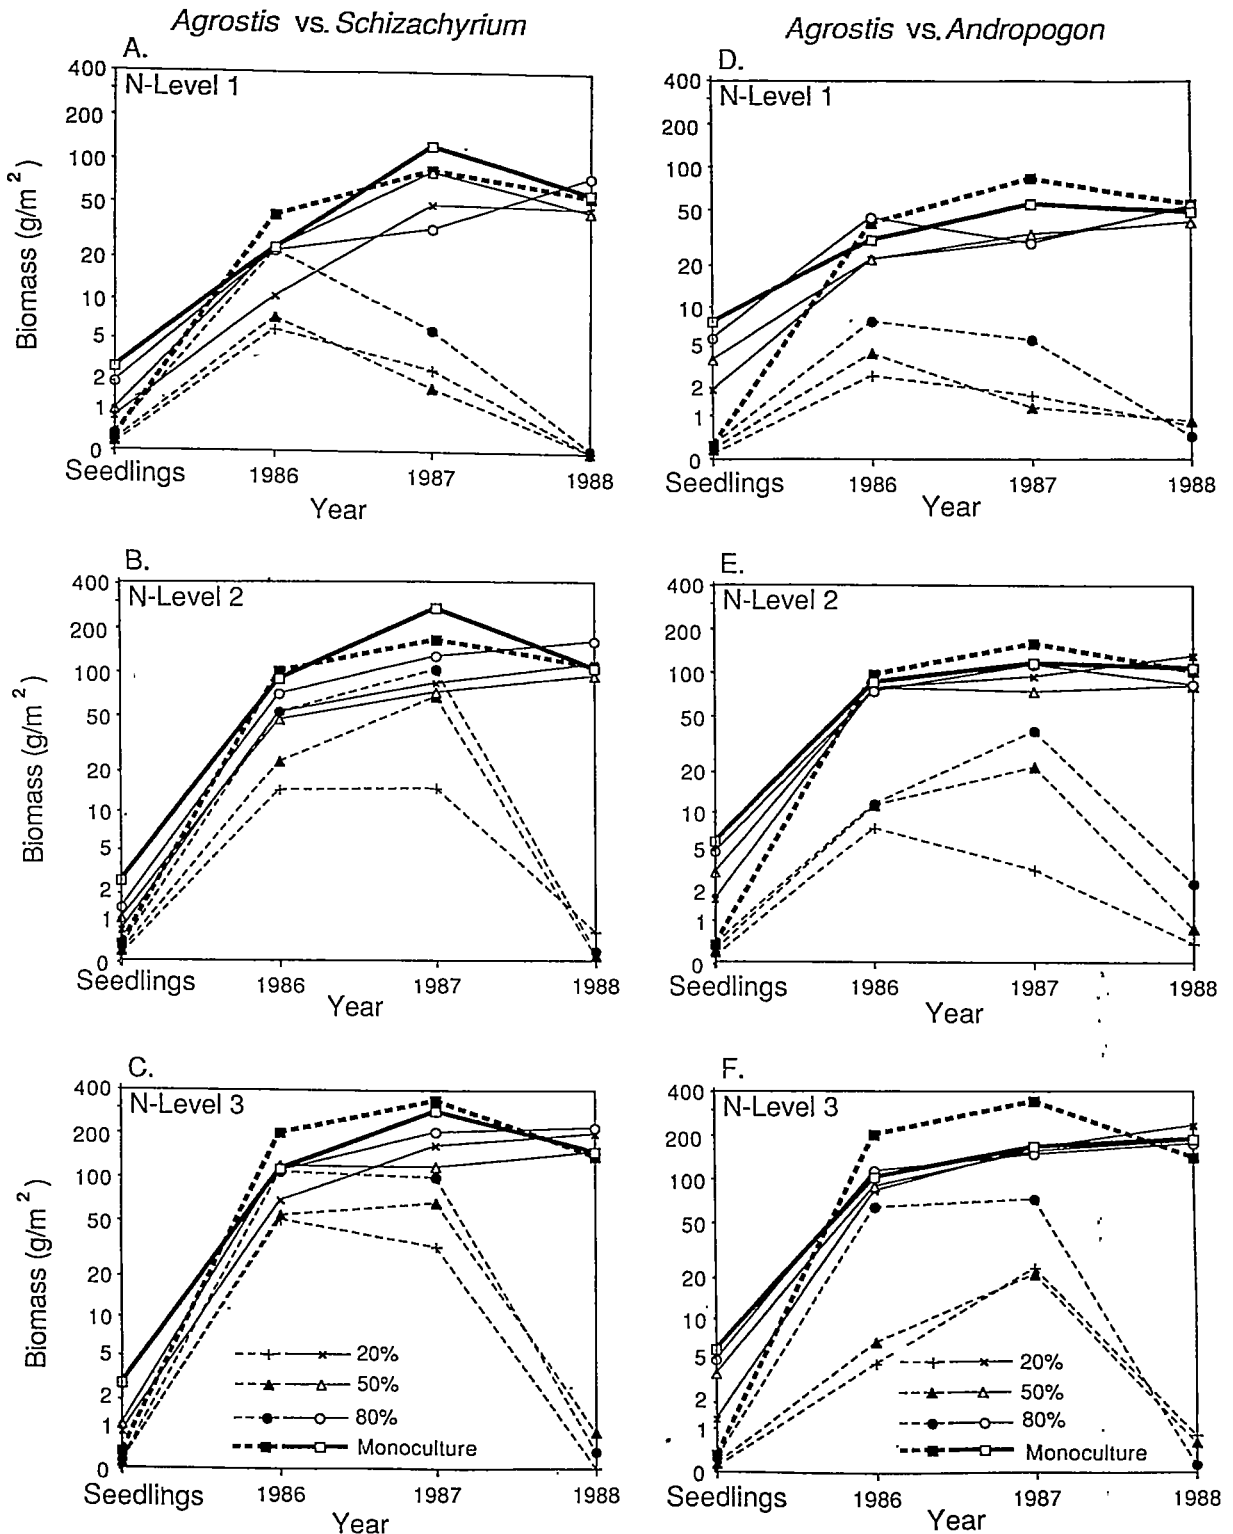 Agrostis vs. Schizachyrium
Agrostis vs. Andropogon
A.
N-Level 1
400
200
100
50
20
10
5
2
1
0
Biomass (g/m²)
Seedlings 1986 1987 1988
Year
D.
N-Level 1
400
200
100
50
20
10
5
2
1
0
Seedlings 1986 1987 1988
Year
B.
N-Level 2
400
200
100
50
20
10
5
2
1
0
Biomass (g/m²)
Seedlings 1986 1987 1988
Year
E.
N-Level 2
400
200
100
50
20
10
5
2
1
0
Seedlings 1986 1987 1988
Year
C.
N-Level 3
400
200
100
50
20
10
5
2
1
0
Biomass (g/m²)
20%
50%
80%
Monoculture
Seedlings 1986 1987 1988
Year
F.
N-Level 3
400
200
100
50
20
10
5
2
1
0
20%
50%
80%
Monoculture
Seedlings 1986 1987 1988
Year